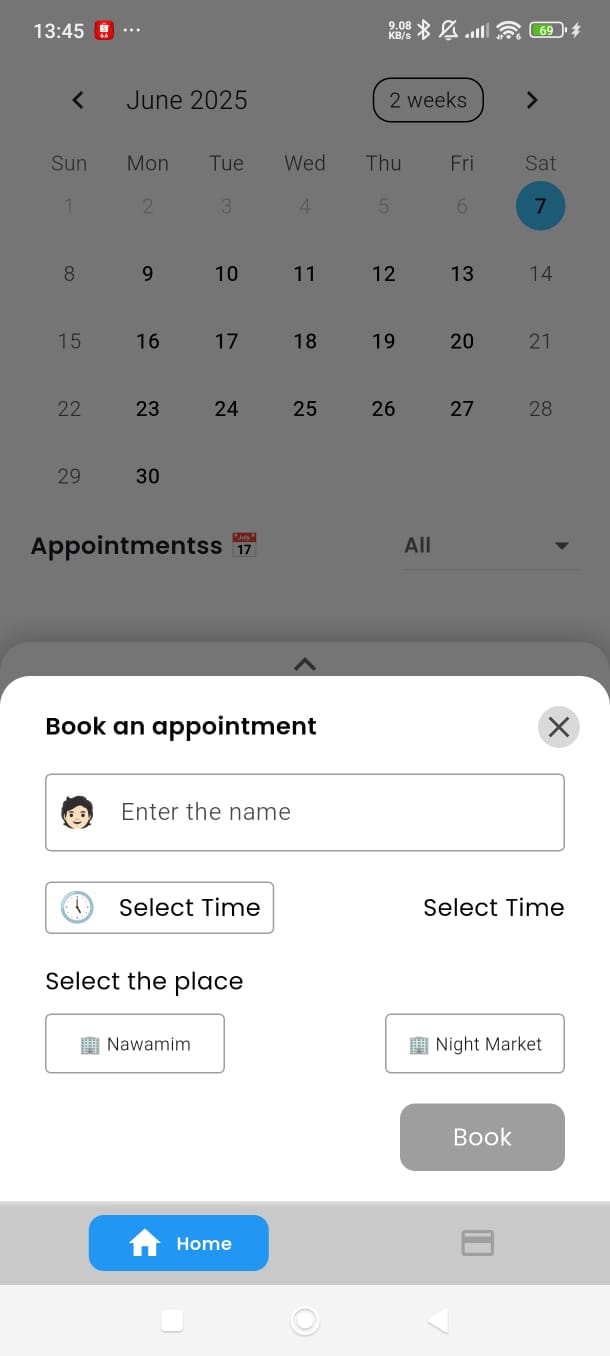 13:45 ...
9.08
KB/s
69
June 2025 2 weeks
Sun Mon Tue Wed Thu Fri Sat
1 2 3 4 5 6 7
8 9 10 11 12 13 14
15 16 17 18 19 20 21
22 23 24 25 26 27 28
29 30
Appointmentss 📅 All
Book an appointment
Enter the name
Select Time Select Time
Select the place
🏢 Nawamim 🏢 Night Market
Book
Home